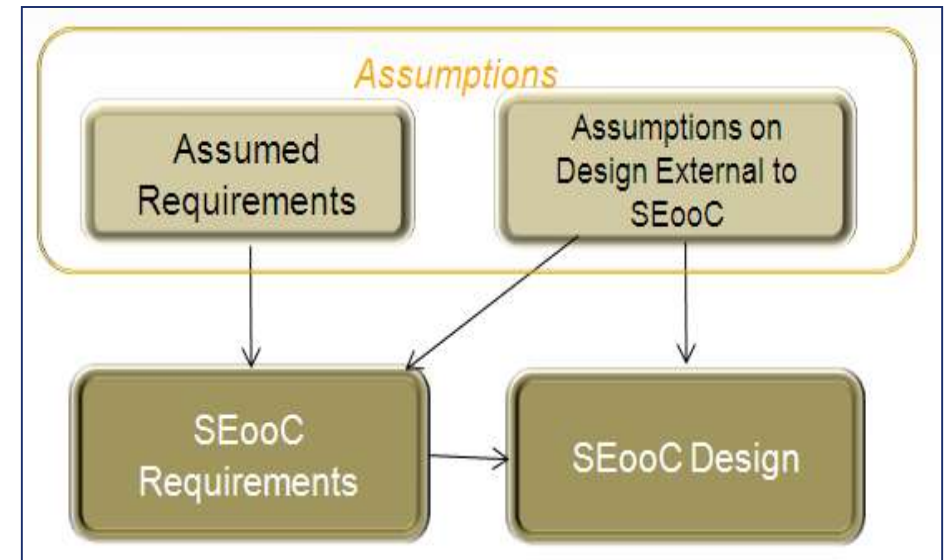 Assumptions
Assumed
Requirements
Assumptions on
Design External to
SEooC
SEooC
Requirements
SEooC Design